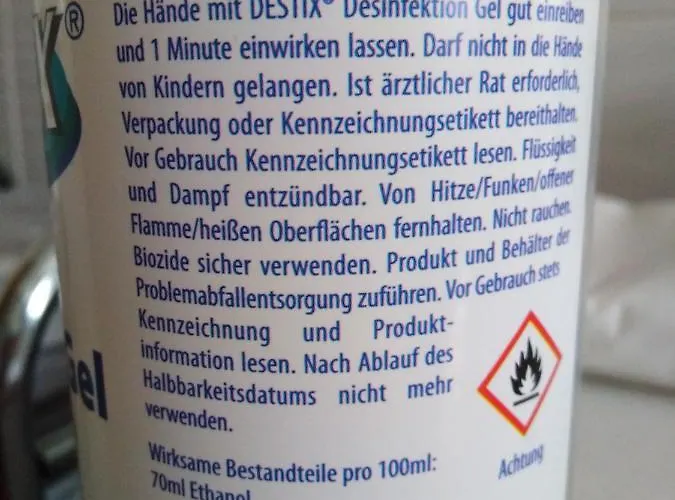 Die Hände mit DESTIX® Desinfektion Gel gut einreiben
und 1 Minute einwirken lassen. Darf nicht in die Hände
von Kindern gelangen. Ist ärztlicher Rat erforderlich,
Verpackung oder Kennzeichnungsetikett bereithalten.
Vor Gebrauch Kennzeichnungsetikett lesen. Flüssigkeit
und Dampf entzündbar. Von Hitze/Funken/offener
Flamme/heißen Oberflächen fernhalten. Nicht rauchen.
Biozide sicher verwenden. Produkt und Behälter der
Problemabfallentsorgung zuführen. Vor Gebrauch stets
Kennzeichnung und Produkt-
information lesen. Nach Ablauf des
Halbbarkeitsdatums nicht mehr
verwenden.
Wirksame Bestandteile pro 100ml:
70ml Ethanol
Achtung
X®
Gel